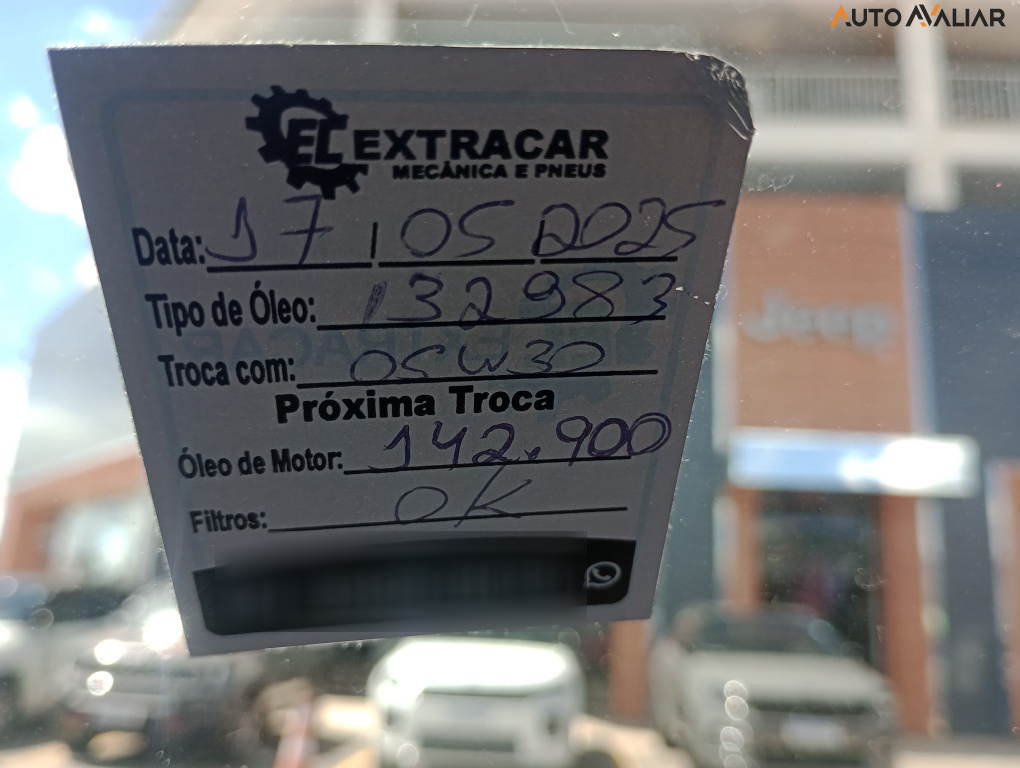 AUTO AVALIAR
EL EXTRACAR
MECÂNICA E PNEUS
Data: 17 / 05 / 2025
Tipo de Óleo: 132983
Troca com: 05W30
Próxima Troca
Óleo de Motor: 142.900
Filtros: OK
Jeep